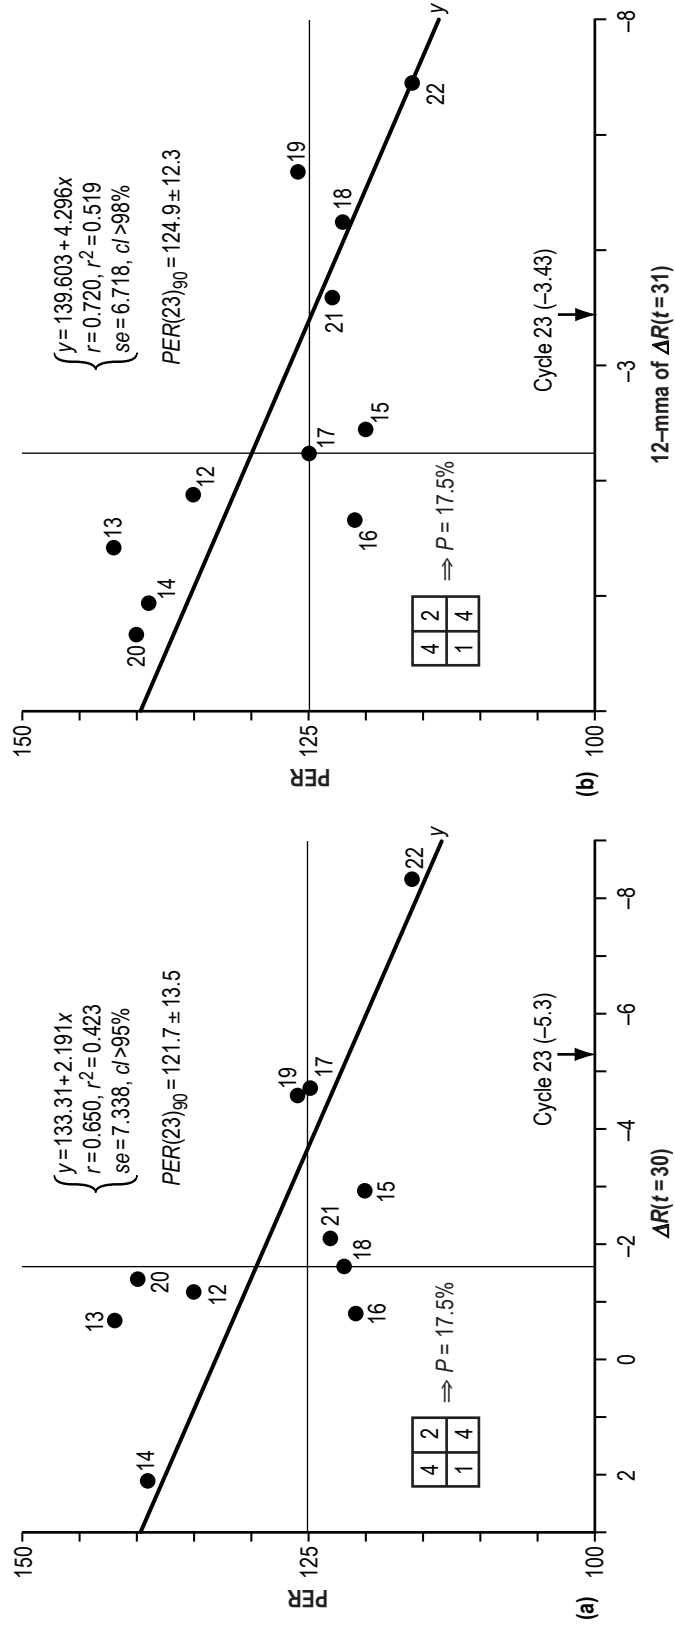 150
125
100
PER
(a)
y = 133.31+2.191x
r = 0.650, r² = 0.423
se = 7.338, cl >95%
PER(23)₉₀ = 121.7 ± 13.5
14
13
20
12
16
18
21
15
19
17
22
y
4 2
1 4
⇒ P = 17.5%
Cycle 23 (–5.3)
2 0 –2 –4 –6 –8
ΔR(t = 30)
150
125
100
PER
(b)
y = 139.603 + 4.296x
r = 0.720, r² = 0.519
se = 6.718, cl >98%
PER(23)₉₀ = 124.9 ± 12.3
20
14
13
12
16
17
15
21
18
19
22
y
4 2
1 4
⇒ P = 17.5%
Cycle 23 (–3.43)
-3 –8
12–mma of ΔR(t = 31)